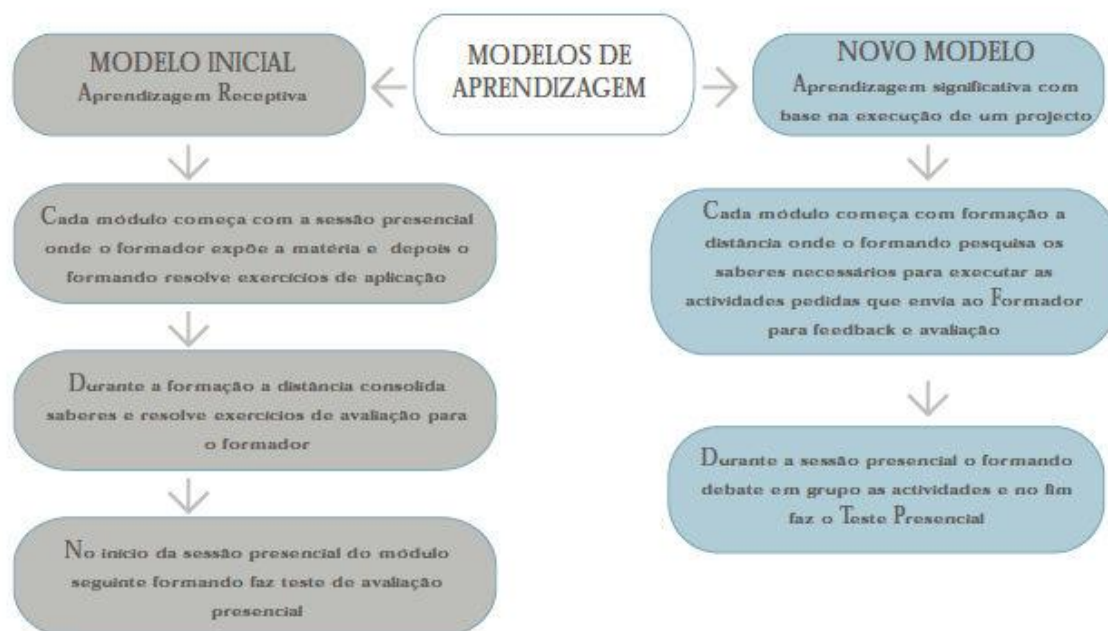 MODELOS DE
APRENDIZAGEM
MODELO INICIAL
Aprendizagem Receptiva
Cada módulo começa com a sessão presencial
onde o formador expõe a matéria e depois o
formando resolve exercícios de aplicação
Durante a formação a distância consolida
saberes e resolve exercícios de avaliação para
o formador
No início da sessão presencial do módulo
seguinte formando faz teste de avaliação
presencial
NOVO MODELO
Aprendizagem significativa com
base na execução de um projecto
Cada módulo começa com formação a
distância onde o formando pesquisa os
saberes necessários para executar as
actividades pedidas que envia ao Formador
para feedback e avaliação
Durante a sessão presencial o formando
debate em grupo as actividades e no fim
faz o Teste Presencial